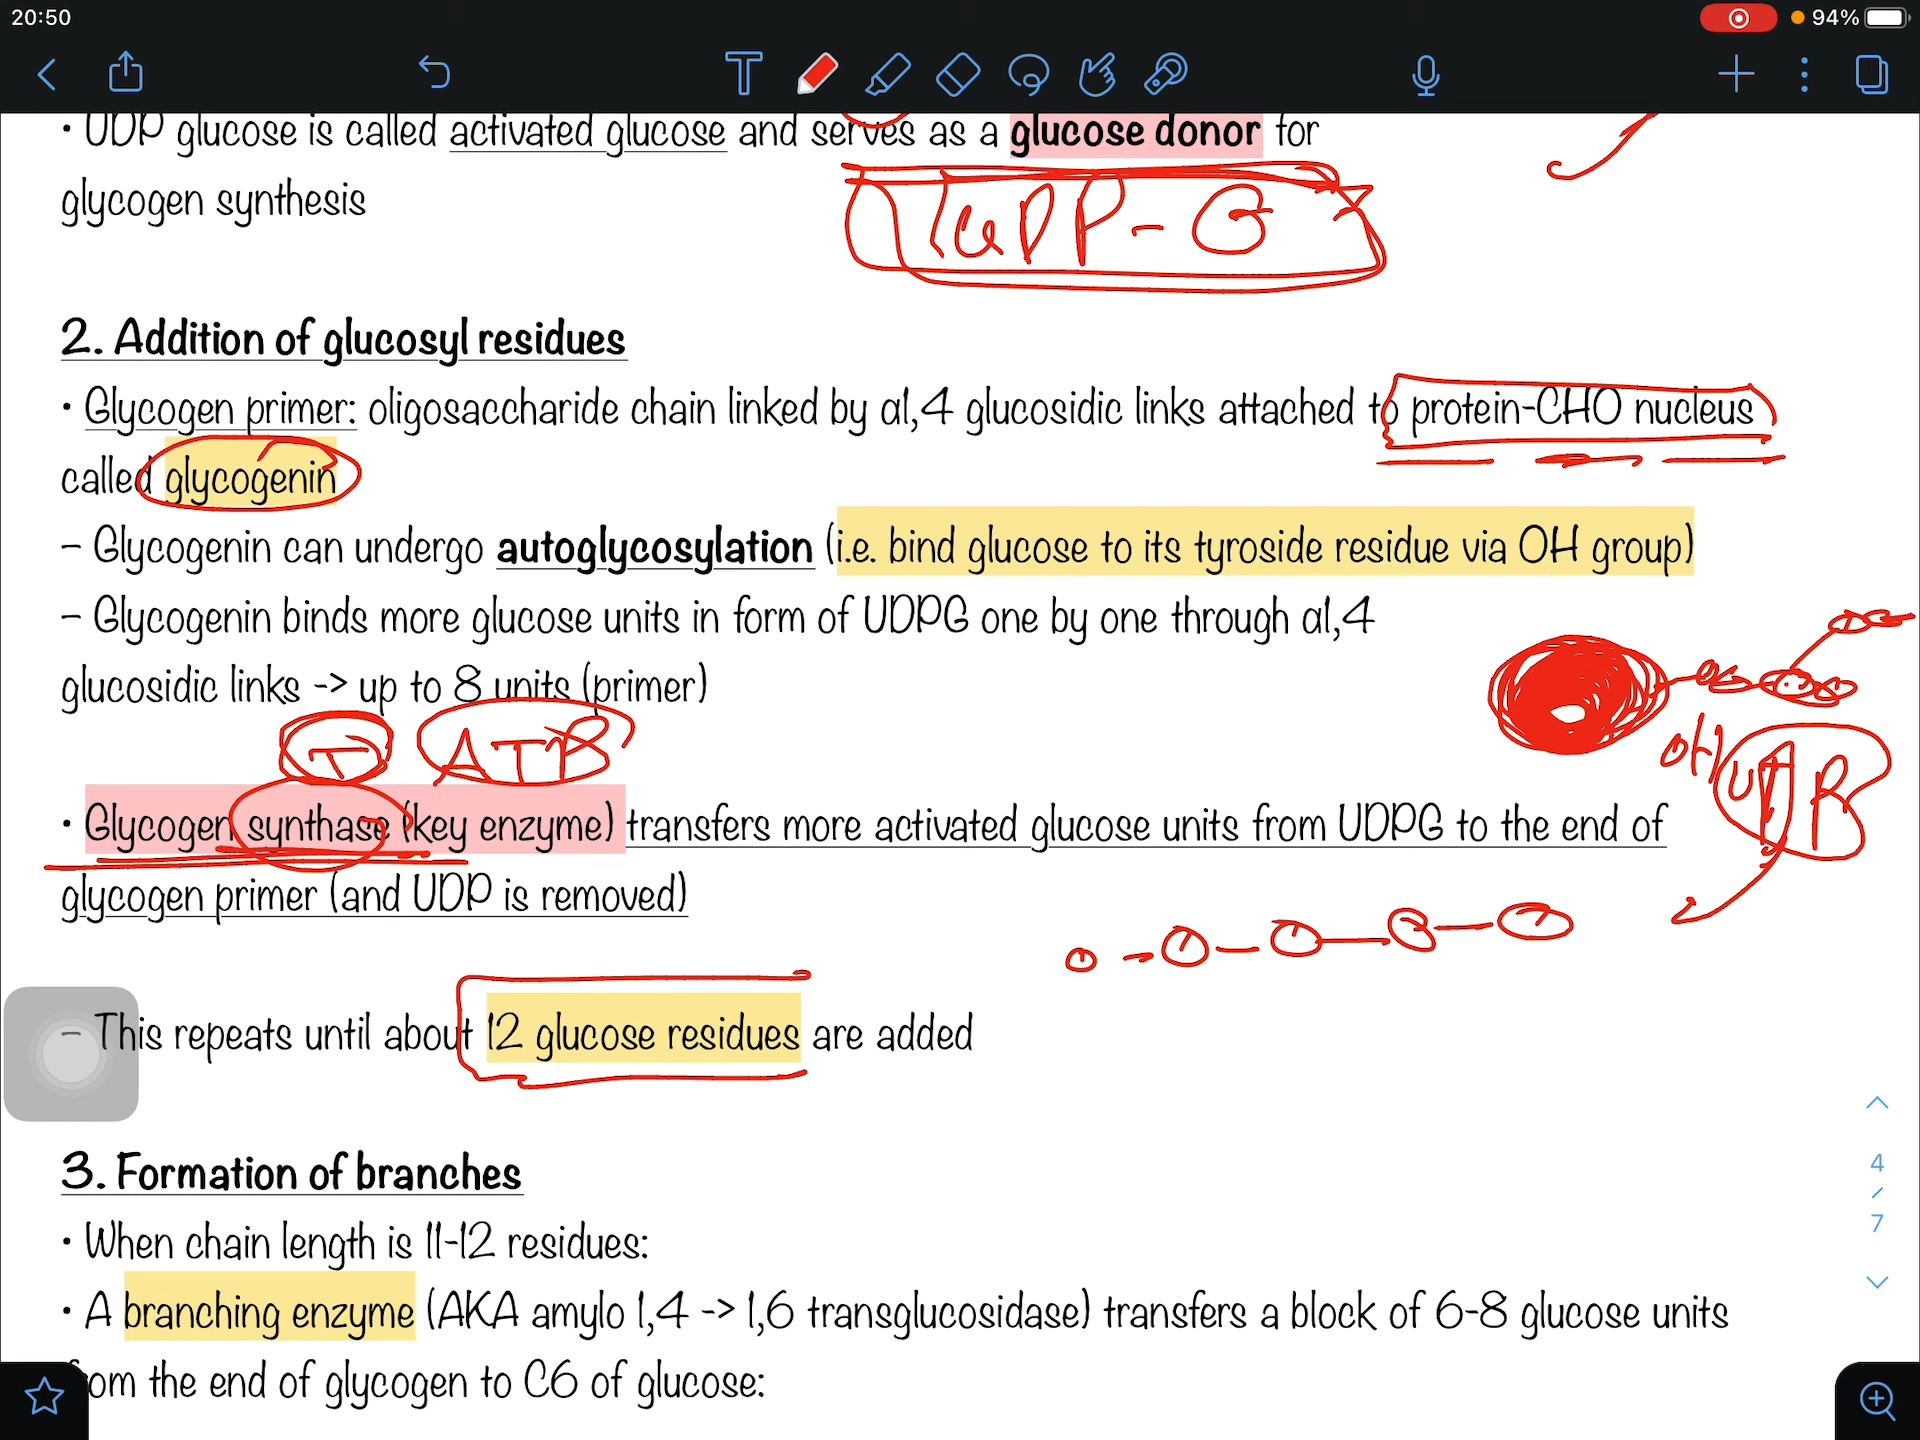 20:50
94%
• UDP glucose is called activated glucose and serves as a glucose donor for
glycogen synthesis
UDP-G
2. Addition of glucosyl residues
• Glycogen primer: oligosaccharide chain linked by α1,4 glucosidic links attached to protein-CHO nucleus
called glycogenin
– Glycogenin can undergo autoglycosylation (i.e. bind glucose to its tyroside residue via OH group)
– Glycogenin binds more glucose units in form of UDPG one by one through α1,4
glucosidic links -> up to 8 units (primer)
OH
• Glycogen synthase (key enzyme) transfers more activated glucose units from UDPG to the end of
glycogen primer (and UDP is removed)
– This repeats until about 12 glucose residues are added
3. Formation of branches
• When chain length is 11-12 residues:
• A branching enzyme (AKA amylo 1,4 -> 1,6 transglucosidase) transfers a block of 6-8 glucose units
from the end of glycogen to C6 of glucose:
4
/
7